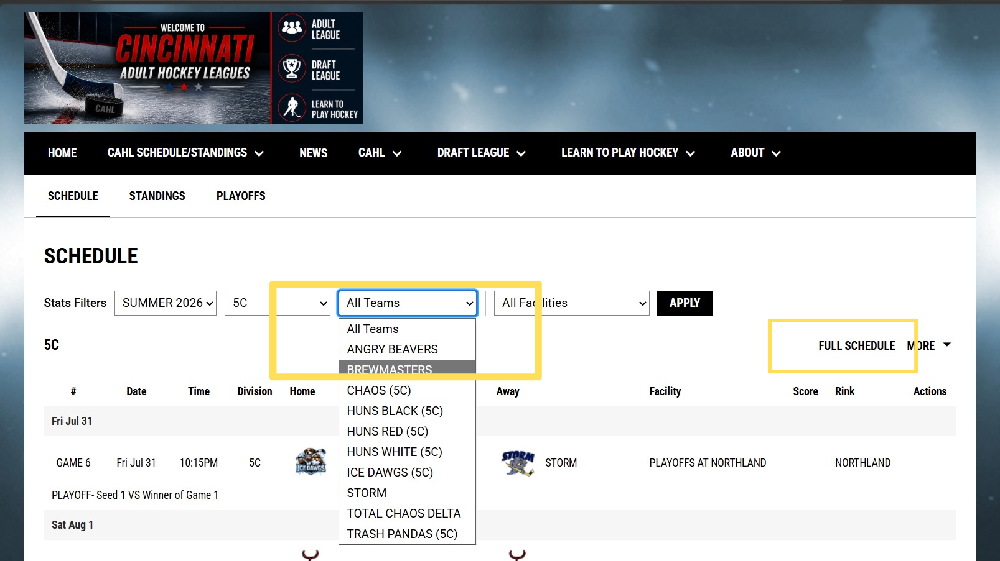 WELCOME TO
CINCINNATI
ADULT HOCKEY LEAGUES
CAHL
ADULT
LEAGUE
DRAFT
LEAGUE
LEARN TO
PLAY HOCKEY
HOME CAHL SCHEDULE/STANDINGS NEWS CAHL DRAFT LEAGUE LEARN TO PLAY HOCKEY ABOUT
SCHEDULE STANDINGS PLAYOFFS
SCHEDULE
Stats Filters SUMMER 2026 5C All Teams All Facilities APPLY
All Teams
ANGRY BEAVERS
BREWMASTERS
CHAOS (5C)
HUNS BLACK (5C)
HUNS RED (5C)
HUNS WHITE (5C)
ICE DAWGS (5C)
STORM
TOTAL CHAOS DELTA
TRASH PANDAS (5C)
5C FULL SCHEDULE MORE
# Date Time Division Home Away Facility Score Rink Actions
Fri Jul 31
GAME 6 Fri Jul 31 10:15PM 5C ICE DAWGS STORM STORM PLAYOFFS AT NORTHLAND NORTHLAND
PLAYOFF- Seed 1 VS Winner of Game 1
Sat Aug 1